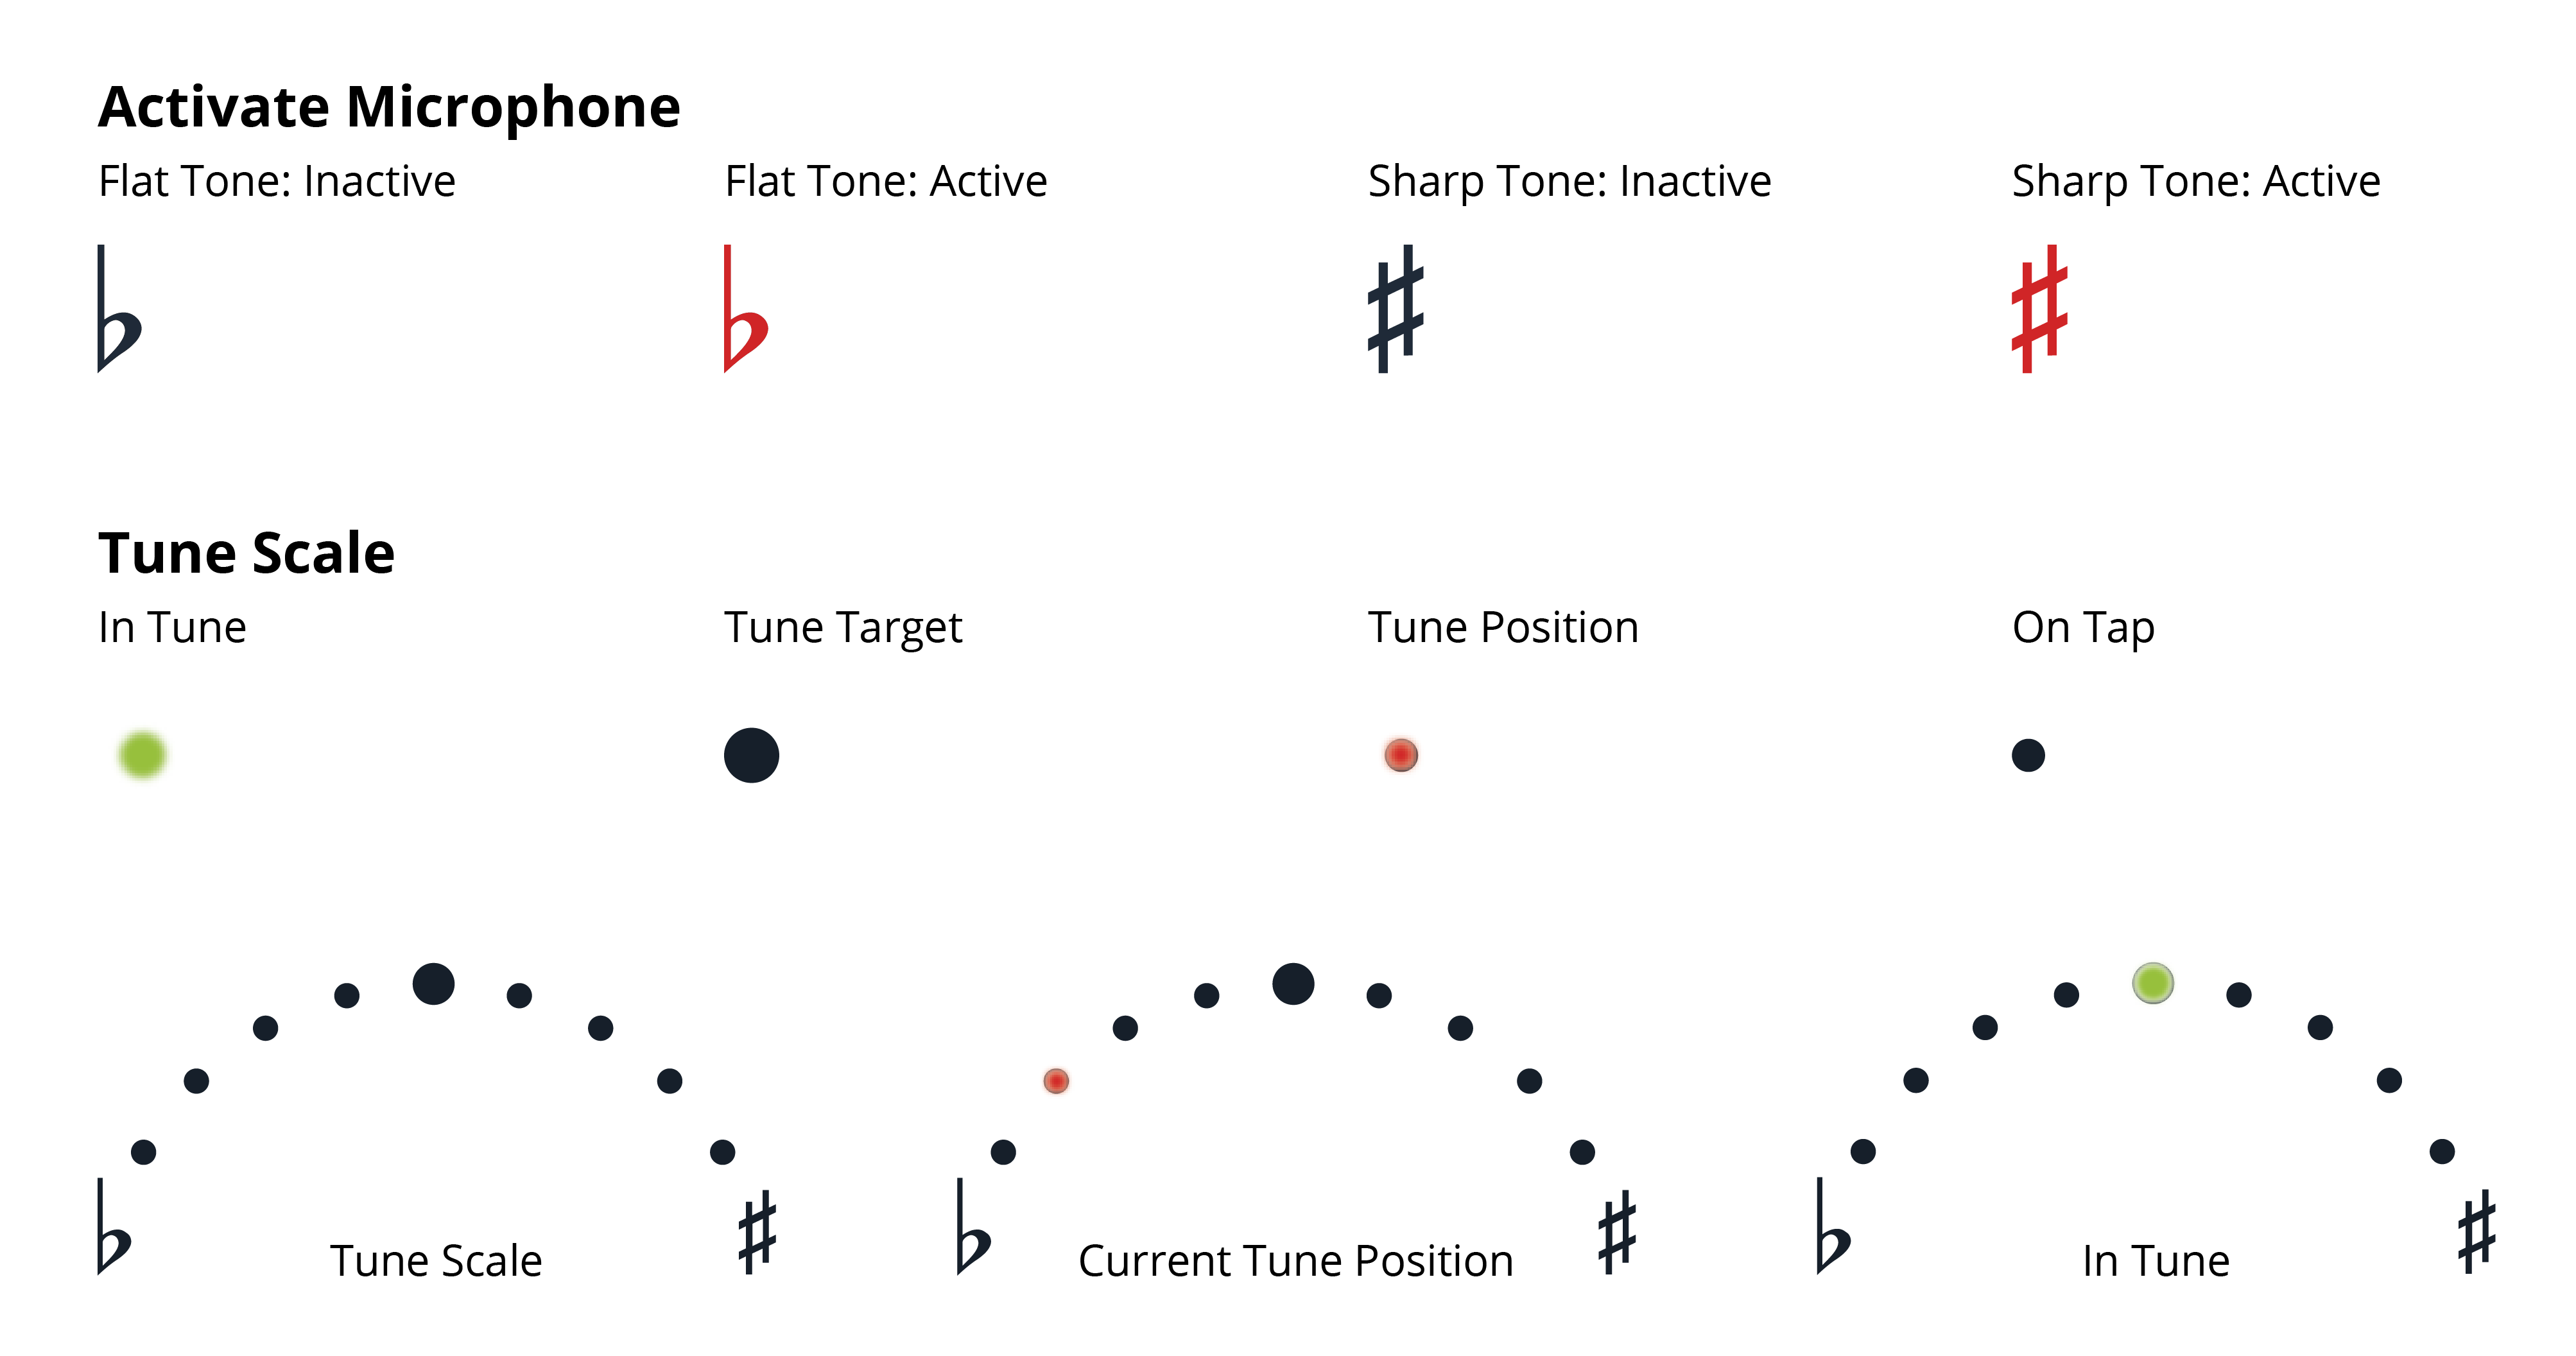 Activate Microphone
Flat Tone: Inactive
Flat Tone: Active
Sharp Tone: Inactive
Sharp Tone: Active
♭
♭
♯
♯
Tune Scale
In Tune
Tune Target
Tune Position
On Tap
♭ Tune Scale ♯
♭ Current Tune Position ♯
♭ In Tune ♯